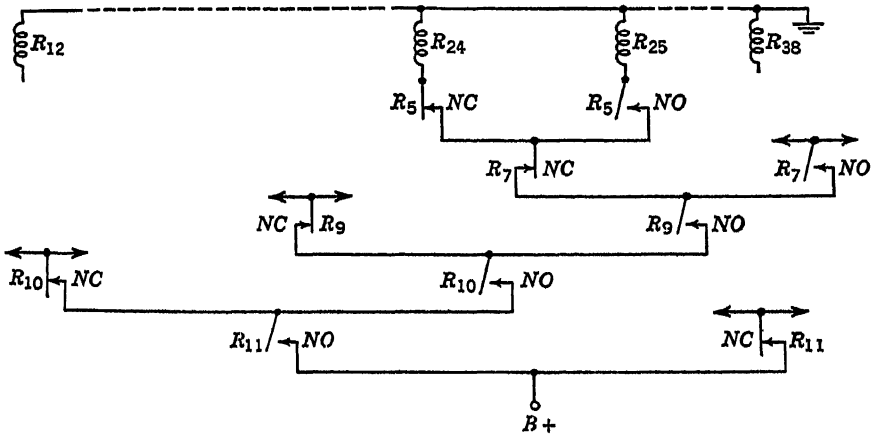 R12 R24 R25 R38
R5 NC R5 NO
R7 NC R7 NO
NC R9 R9 NO
R10 NC R10 NO
R11 NO NC R11
B+